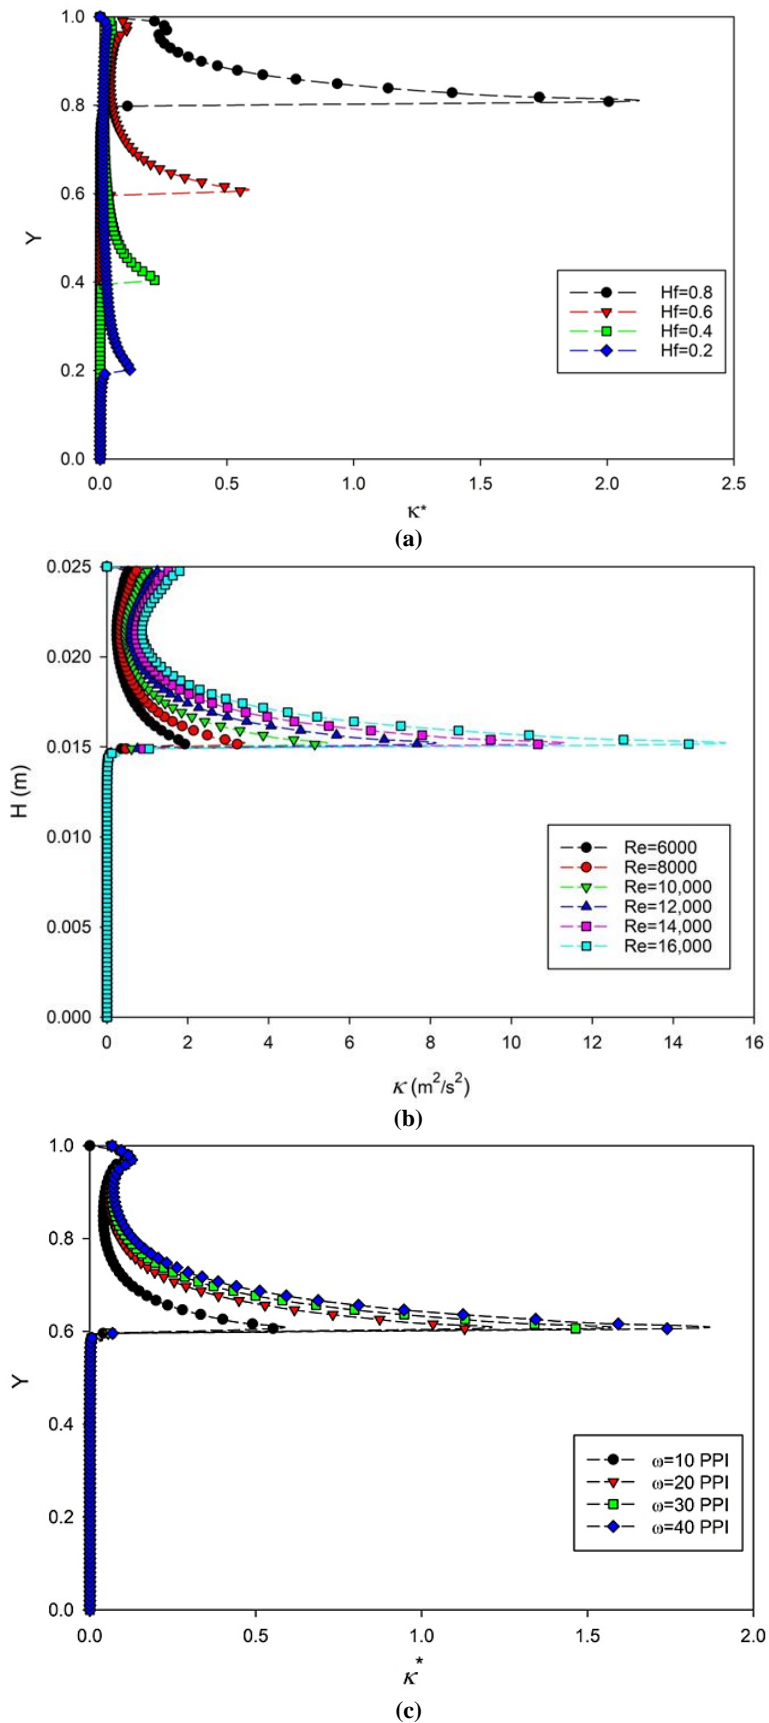 1.0
0.8
0.6
0.4
0.2
0.0
Y
Hf=0.8
Hf=0.6
Hf=0.4
Hf=0.2
0.0 0.5 1.0 1.5 2.0 2.5
κ*
(a)
0.025
0.020
0.015
0.010
0.005
0.000
H (m)
Re=6000
Re=8000
Re=10,000
Re=12,000
Re=14,000
Re=16,000
0 2 4 6 8 10 12 14 16
κ (m²/s²)
(b)
1.0
0.8
0.6
0.4
0.2
0.0
Y
ω=10 PPI
ω=20 PPI
ω=30 PPI
ω=40 PPI
0.0 0.5 1.0 1.5 2.0
κ*
(c)